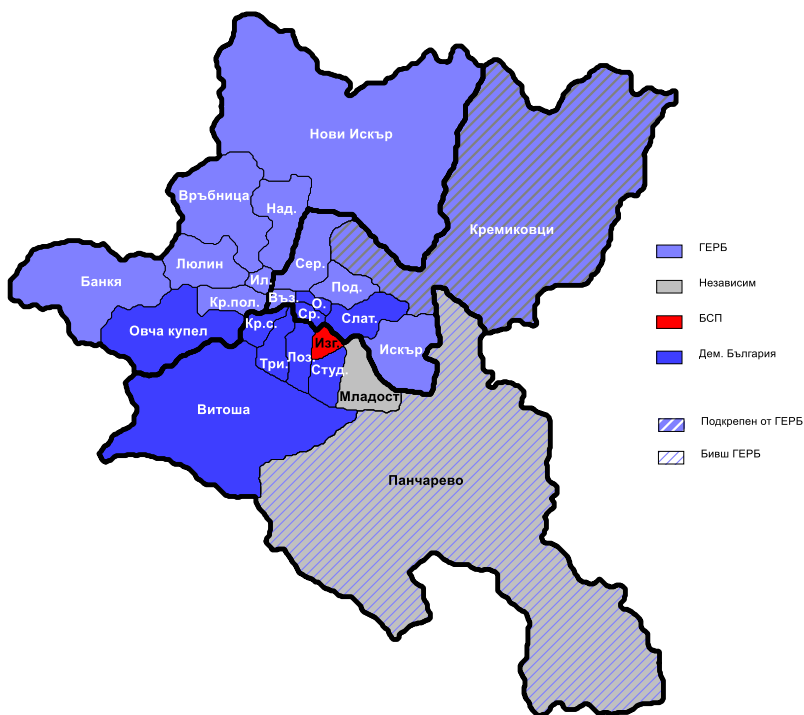 Нови Искър
Връбница
Над.
Кремиковци
Люлин
Сер.
Банкя
Ил.
Под.
Кр.пол.
Въз.
О.
Овча купел
Кр.с.
Ср.
Слат.
Изг.
Искър
Лоз.
Три.
Студ.
Младост
Витоша
Панчарево
ГЕРБ
Независим
БСП
Дем. България
Подкрепен от ГЕРБ
Бивш ГЕРБ